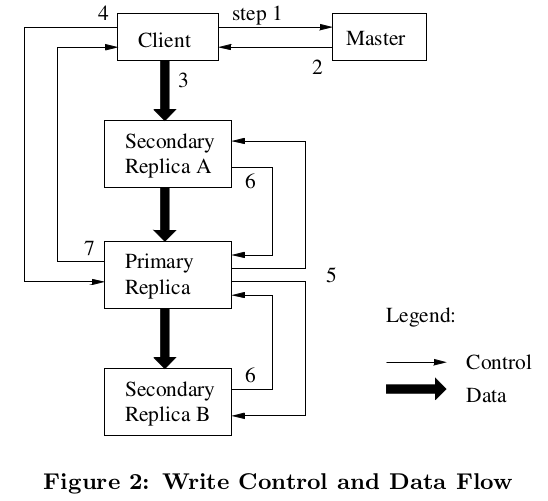 4
step 1
Client
Master
2
3
Secondary
Replica A
6
7
Primary
Replica
5
Legend:
Control
Data
6
Secondary
Replica B
Figure 2: Write Control and Data Flow